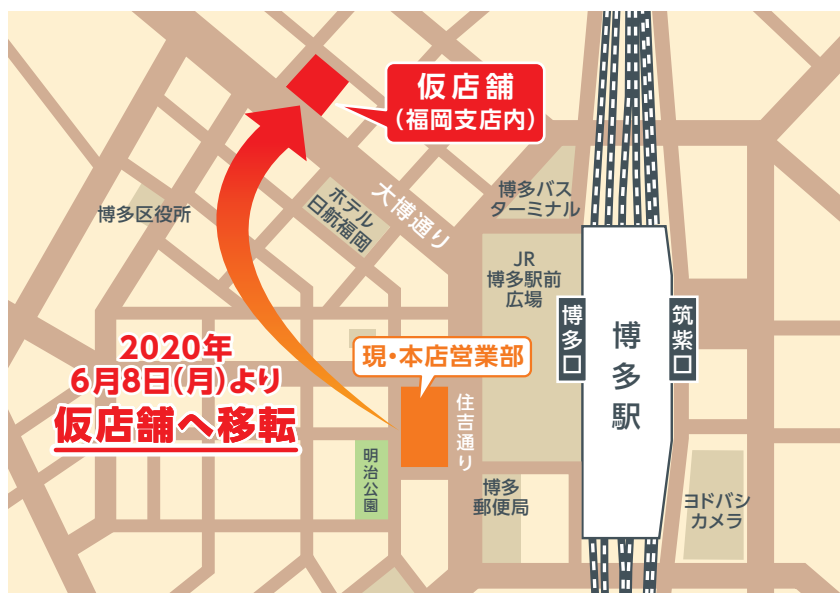 仮店舗
(福岡支店内)
大博通り
ホテル
日航福岡
博多区役所
博多バス
ターミナル
JR
博多駅前
広場
博多口
博多駅
筑紫口
2020年
6月8日(月)より
仮店舗へ移転
現・本店営業部
住吉通り
明治公園
博多
郵便局
ヨドバシ
カメラ